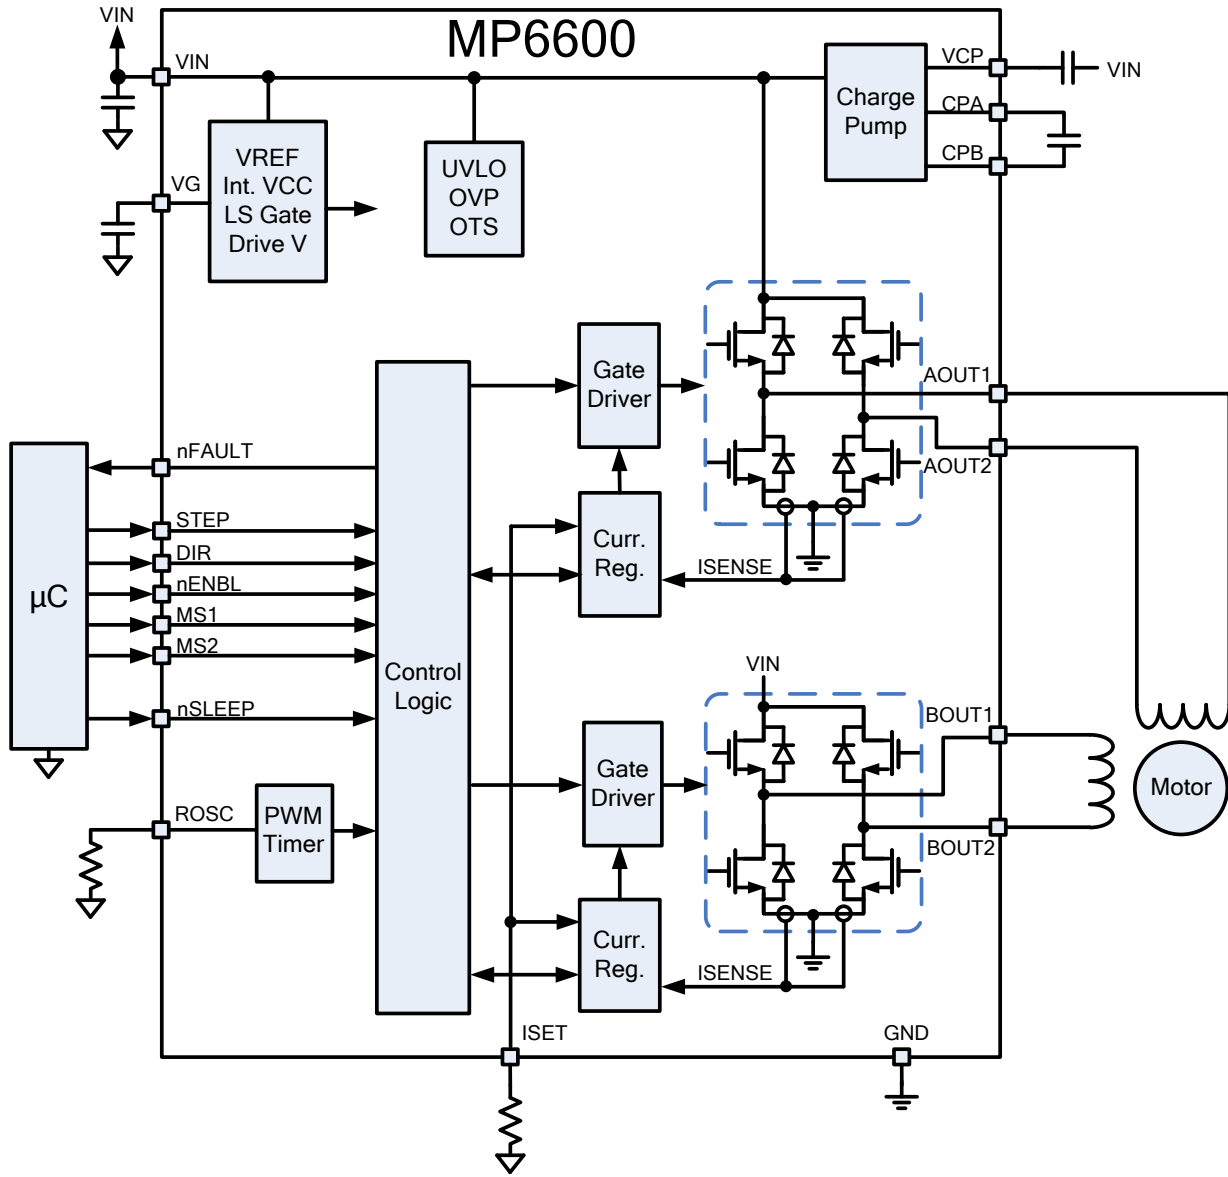 VIN
MP6600
VIN
VCP
VIN
Charge
Pump
CPA
CPB
VREF
Int. VCC
LS Gate
Drive V
UVLO
OVP
OTS
VG
Gate
Driver
AOUT1
nFAULT
AOUT2
STEP
DIR
Curr.
Reg.
ISENSE
nENBL
µC
MS1
MS2
Control
Logic
VIN
nSLEEP
BOUT1
Gate
Driver
Motor
ROSC
PWM
Timer
BOUT2
Curr.
Reg.
ISENSE
ISET
GND